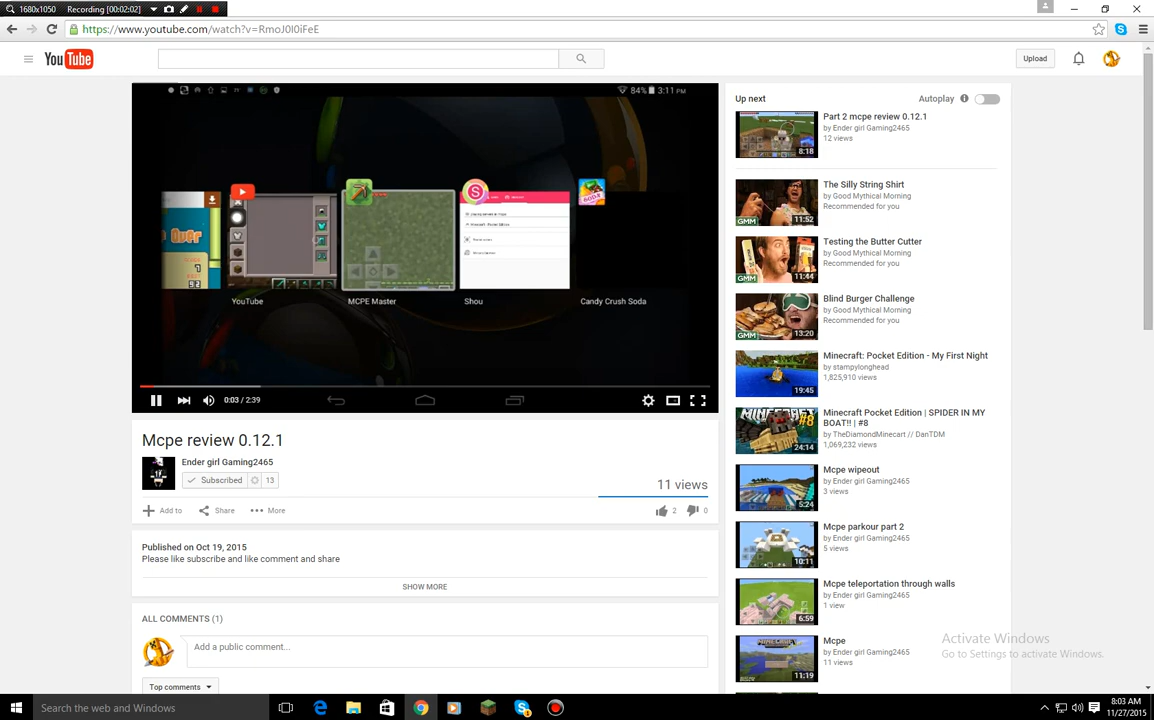 1680x1050 Recording [00:02:02]
https://www.youtube.com/watch?v=RmoJ0I0iFeE
YouTube
Upload
84% 3:11 PM
YouTube
MCPE Master
Shou
Candy Crush Soda
0:03 / 2:39
Mcpe review 0.12.1
Ender girl Gaming2465
Subscribed 13
11 views
Add to Share More
2 0
Published on Oct 19, 2015
Please like subscribe and like comment and share
SHOW MORE
ALL COMMENTS (1)
Add a public comment...
Top comments
Up next Autoplay
Part 2 mcpe review 0.12.1
by Ender girl Gaming2465
12 views
8:18
The Silly String Shirt
by Good Mythical Morning
Recommended for you
GMM 11:52
Testing the Butter Cutter
by Good Mythical Morning
Recommended for you
GMM 11:44
Blind Burger Challenge
by Good Mythical Morning
Recommended for you
GMM 13:20
Minecraft: Pocket Edition - My First Night
by stampylonghead
1,825,910 views
19:45
Minecraft Pocket Edition | SPIDER IN MY
BOAT!! | #8
by TheDiamondMinecart // DanTDM
1,069,232 views
MINECRAFT #8
24:14
Mcpe wipeout
by Ender girl Gaming2465
3 views
5:24
Mcpe parkour part 2
by Ender girl Gaming2465
5 views
10:11
Mcpe teleportation through walls
by Ender girl Gaming2465
1 view
6:59
Mcpe
by Ender girl Gaming2465
11 views
11:19
Activate Windows
Go to Settings to activate Windows.
Search the web and Windows
8:03 AM
11/27/2015